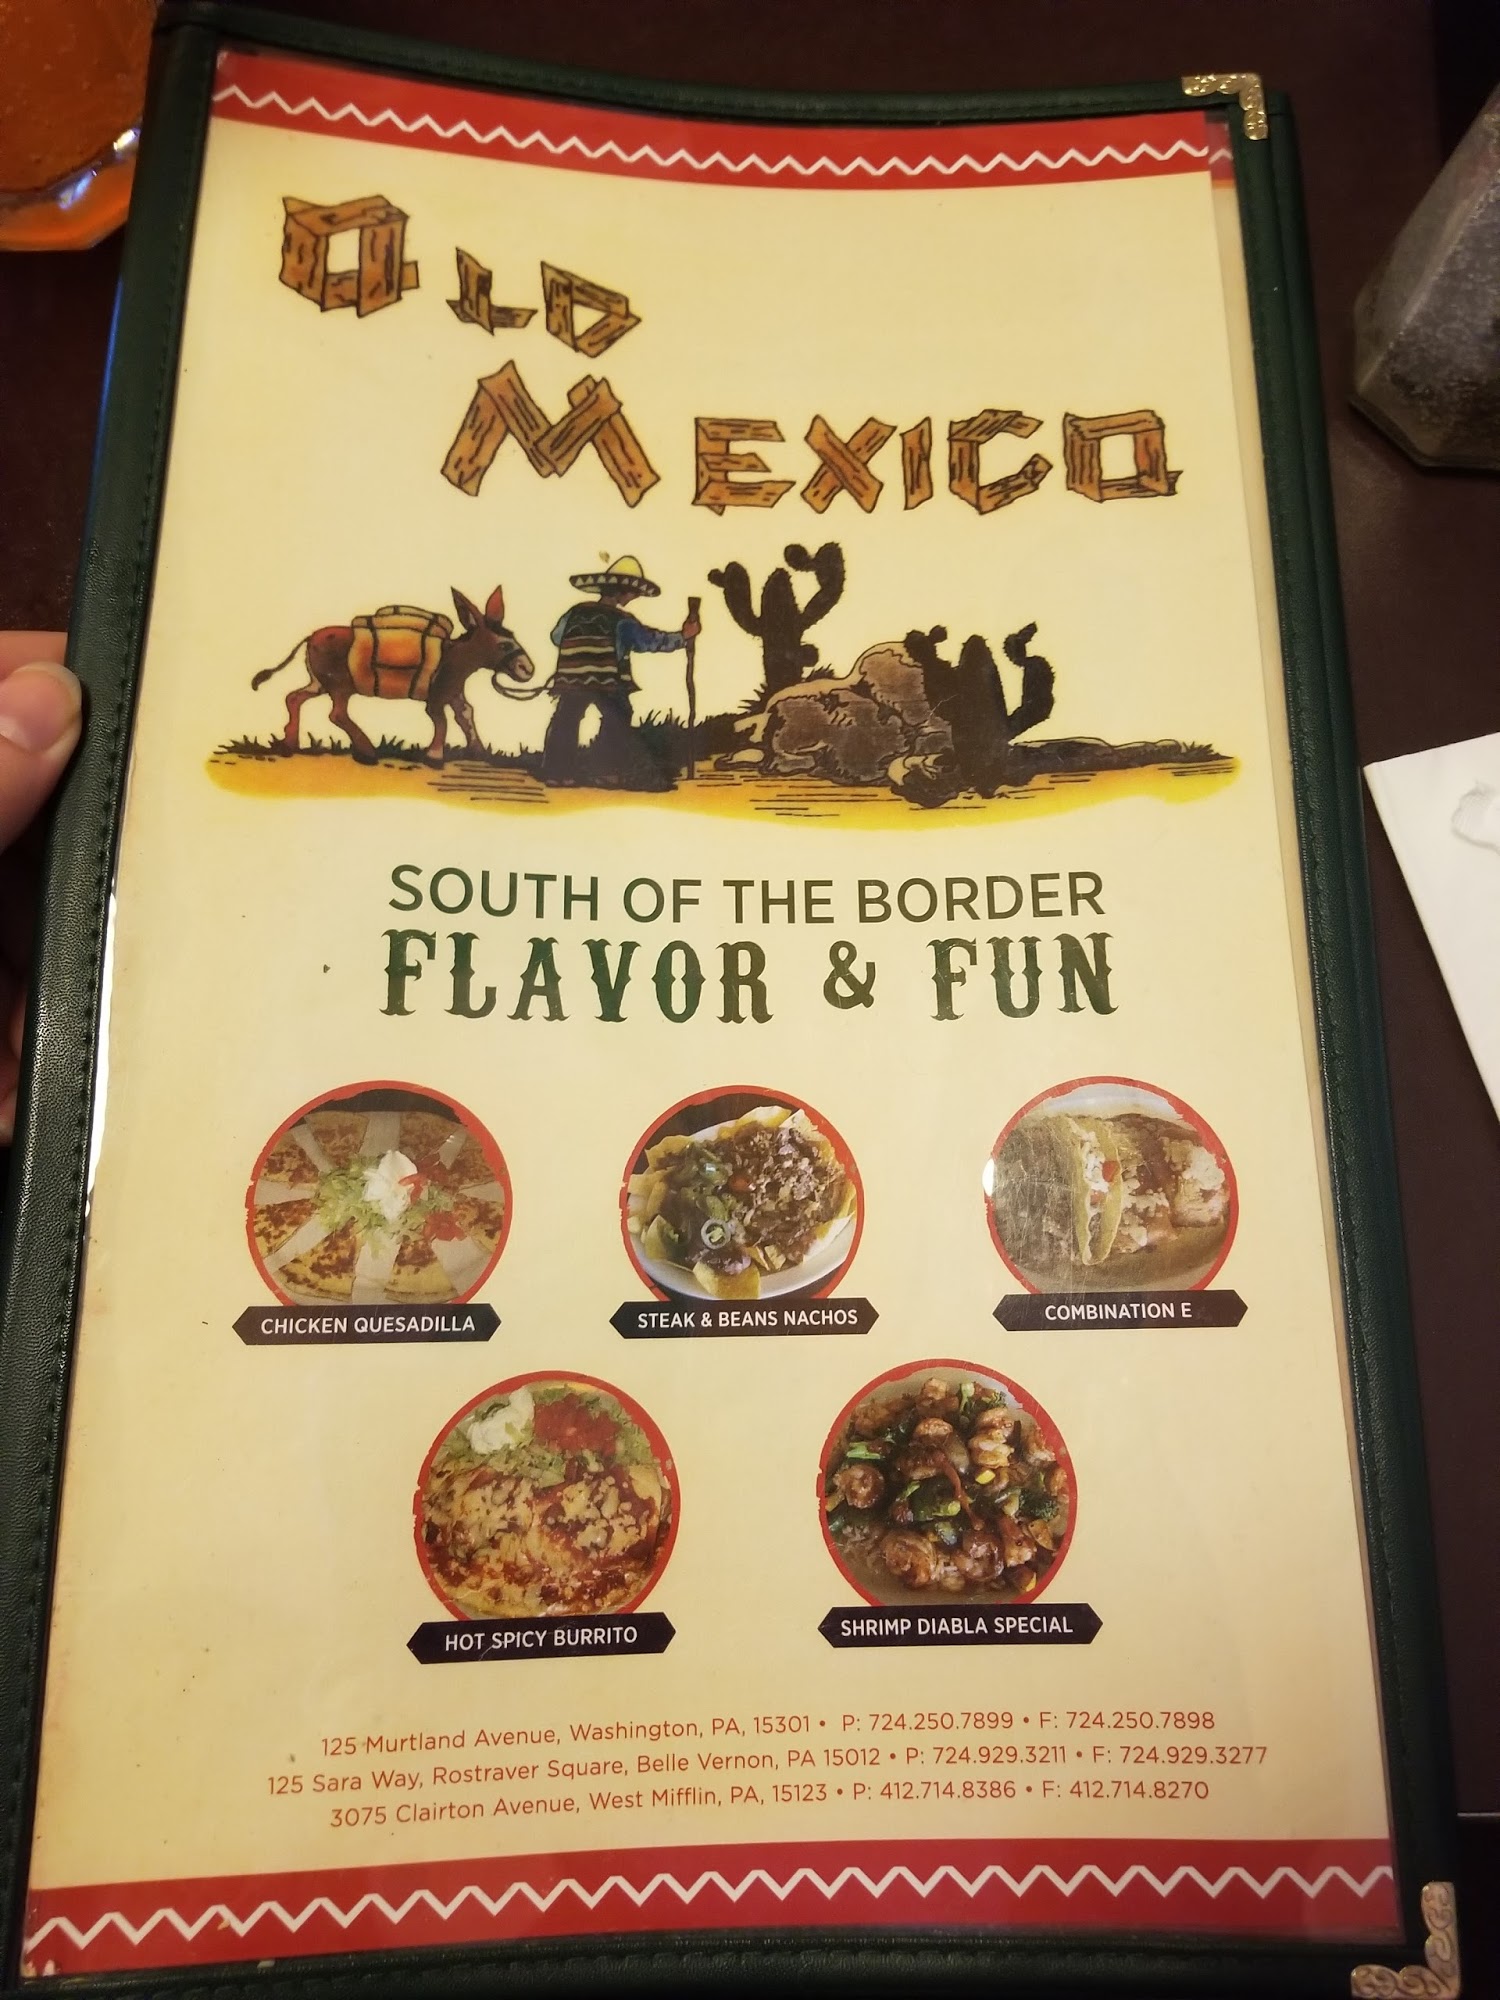 OLD
MEXICO
SOUTH OF THE BORDER
FLAVOR & FUN
CHICKEN QUESADILLA
STEAK & BEANS NACHOS
COMBINATION E
HOT SPICY BURRITO
SHRIMP DIABLA SPECIAL
125 Murtland Avenue, Washington, PA, 15301 • P: 724.250.7899 • F: 724.250.7898
125 Sara Way, Rostraver Square, Belle Vernon, PA 15012 • P: 724.929.3211 • F: 724.929.3277
3075 Clairton Avenue, West Mifflin, PA, 15123 • P: 412.714.8386 • F: 412.714.8270